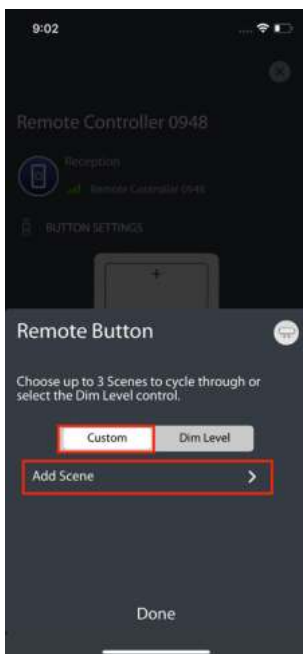 9:02
Remote Controller 0948
Reception
Remote Controller 0948
BUTTON SETTINGS
+
Remote Button
Choose up to 3 Scenes to cycle through or
select the Dim Level control.
Custom Dim Level
Add Scene
Done